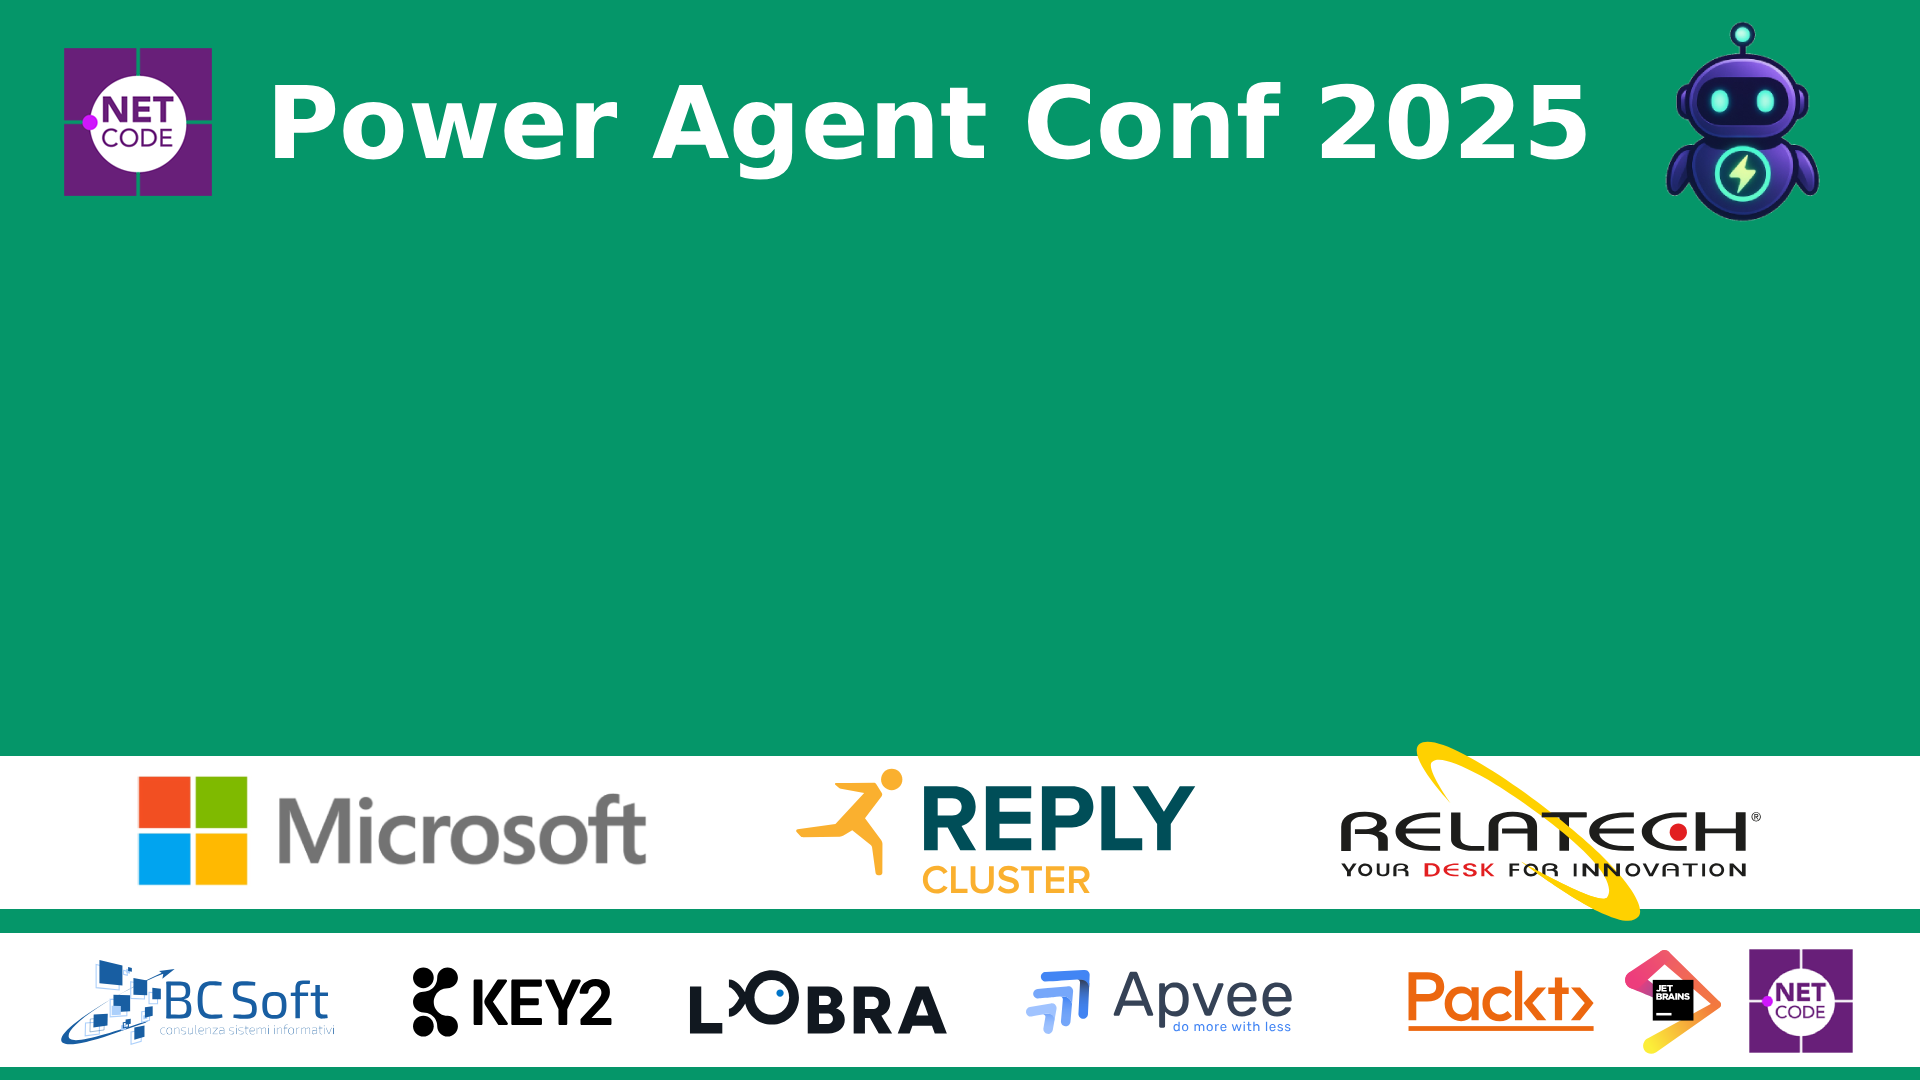 NET
CODE
Power Agent Conf 2025
Microsoft
REPLY
CLUSTER
RELATECH®
YOUR DESK FOR INNOVATION
BC Soft
consulenza sistemi informativi
KEY2
LOBRA
Apvee
do more with less
Packt>
JET
BRAINS
NET
CODE